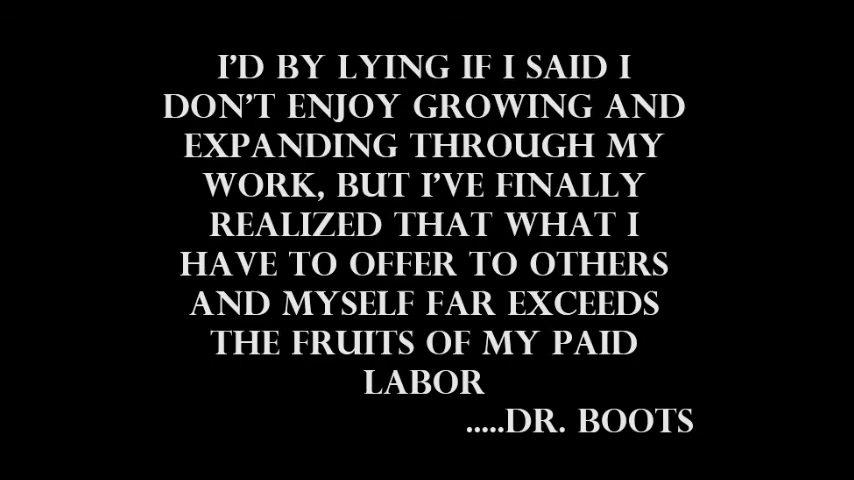 I'D BY LYING IF I SAID I
DON'T ENJOY GROWING AND
EXPANDING THROUGH MY
WORK, BUT I'VE FINALLY
REALIZED THAT WHAT I
HAVE TO OFFER TO OTHERS
AND MYSELF FAR EXCEEDS
THE FRUITS OF MY PAID
LABOR
.....DR. BOOTS